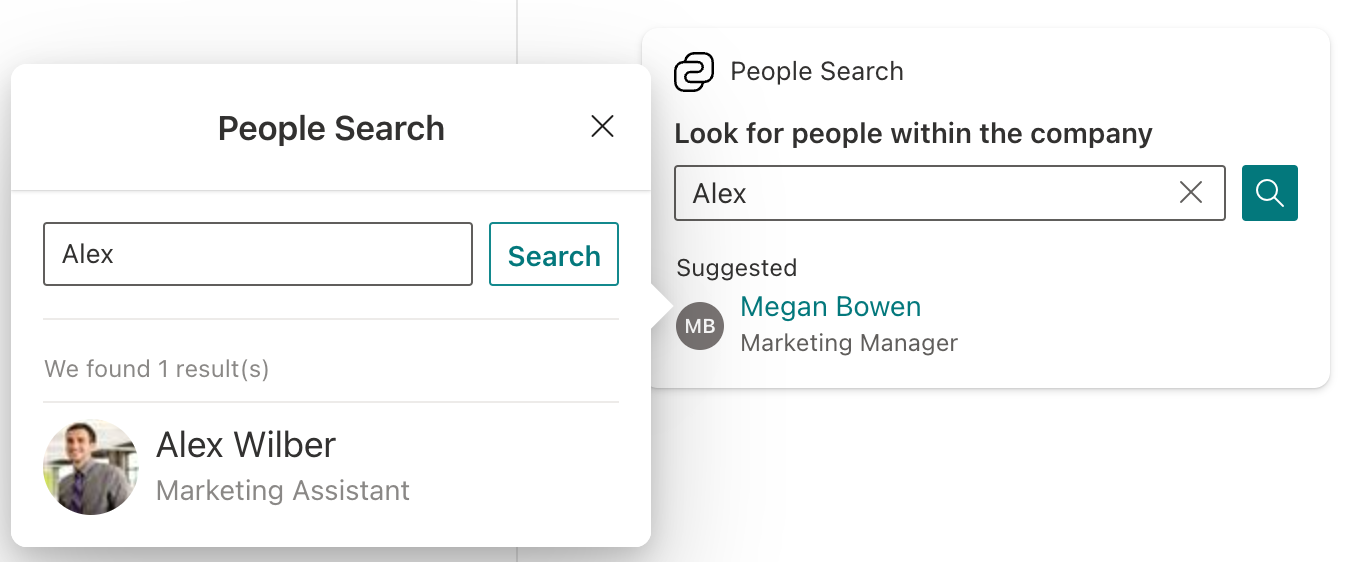 People Search
Alex
Search
We found 1 result(s)
Alex Wilber
Marketing Assistant
People Search
Look for people within the company
Alex
Suggested
MB
Megan Bowen
Marketing Manager